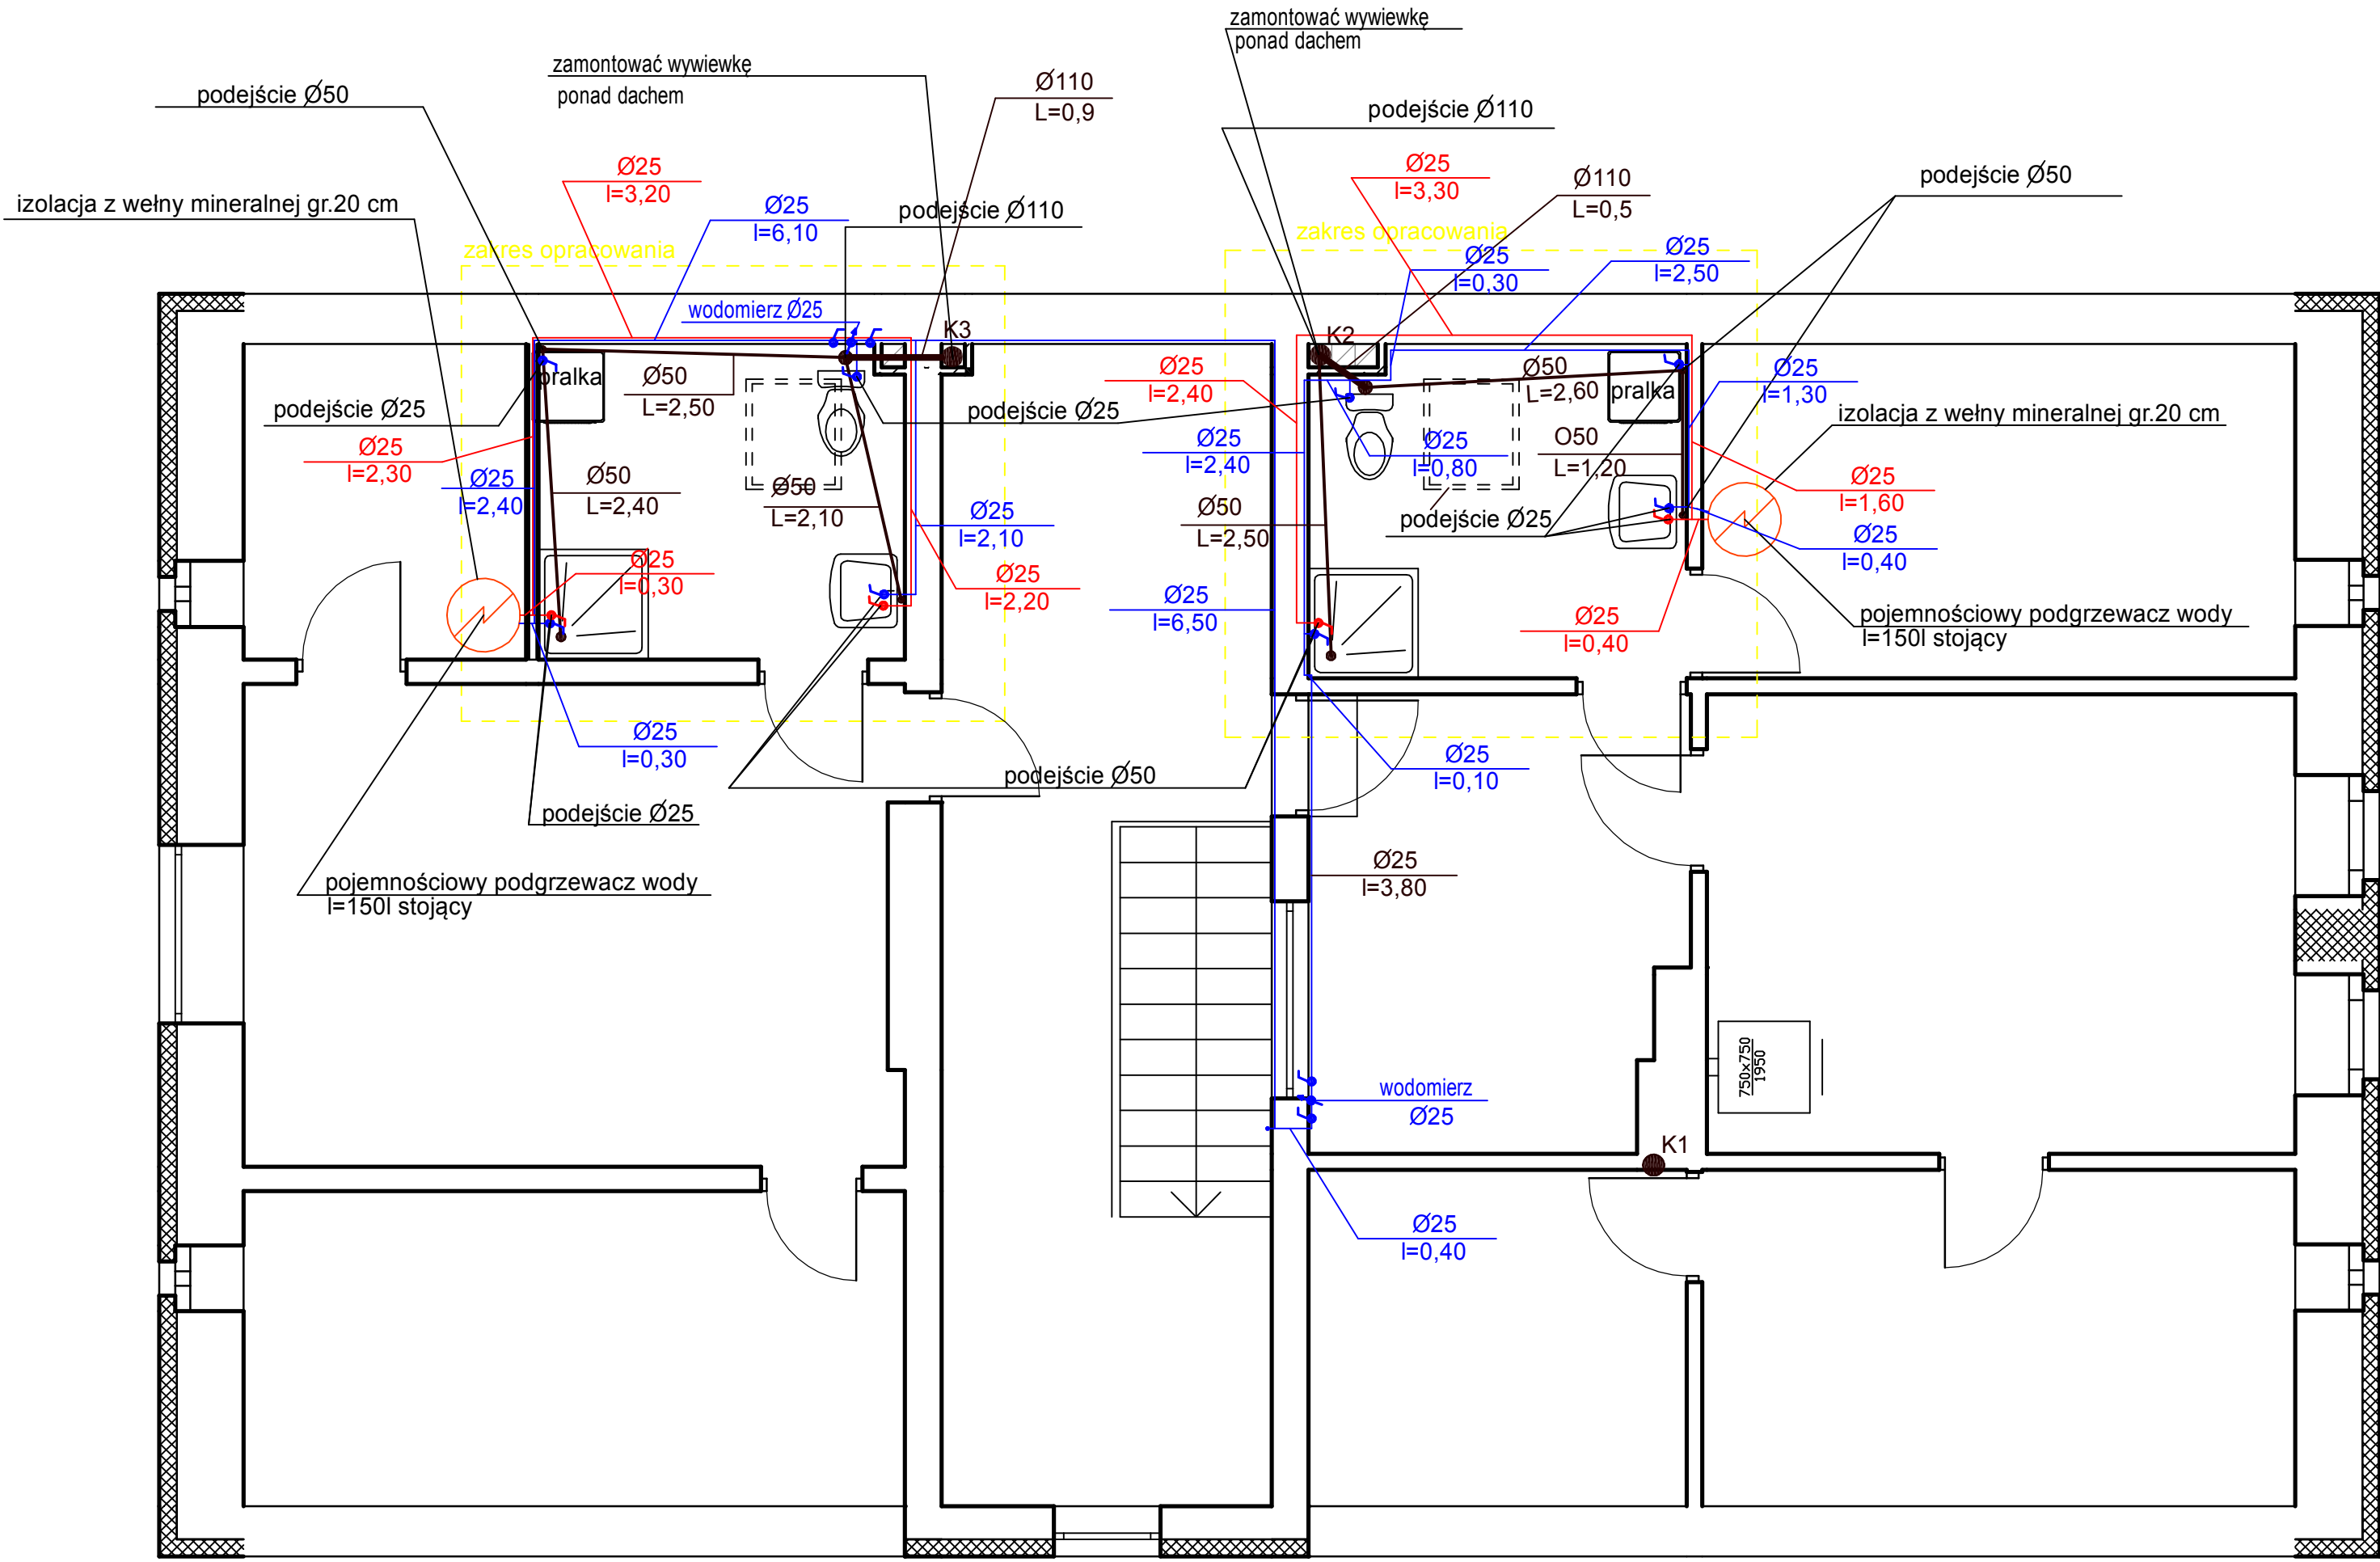 zamontować wywiewkę
ponad dachem
zamontować wywiewkę
ponad dachem
podejście Ø50
Ø110
L=0,9
podejście Ø110
Ø25
l=3,20
Ø25
l=3,30
Ø110
L=0,5
podejście Ø50
izolacja z wełny mineralnej gr.20 cm
Ø25
l=6,10
podejście Ø110
zakres opracowania
zakres opracowania
Ø25
l=0,30
Ø25
l=2,50
wodomierz Ø25
K3
K2
pralka
Ø50
L=2,50
Ø25
l=2,40
Ø50
L=2,60
pralka
Ø25
l=1,30
podejście Ø25
podejście Ø25
izolacja z wełny mineralnej gr.20 cm
Ø25
l=2,30
Ø25
l=2,40
Ø25
l=0,80
O50
L=1,20
Ø25
l=2,40
Ø50
L=2,40
Ø50
L=2,10
Ø25
l=1,60
Ø25
l=2,10
Ø50
L=2,50
podejście Ø25
Ø25
l=0,40
Ø25
l=0,30
Ø25
l=2,20
Ø25
l=6,50
Ø25
l=0,40
pojemnościowy podgrzewacz wody
l=150l stojący
Ø25
l=0,30
podejście Ø50
Ø25
l=0,10
podejście Ø25
pojemnościowy podgrzewacz wody
l=150l stojący
Ø25
l=3,80
750x750
1950
wodomierz
Ø25
K1
Ø25
l=0,40